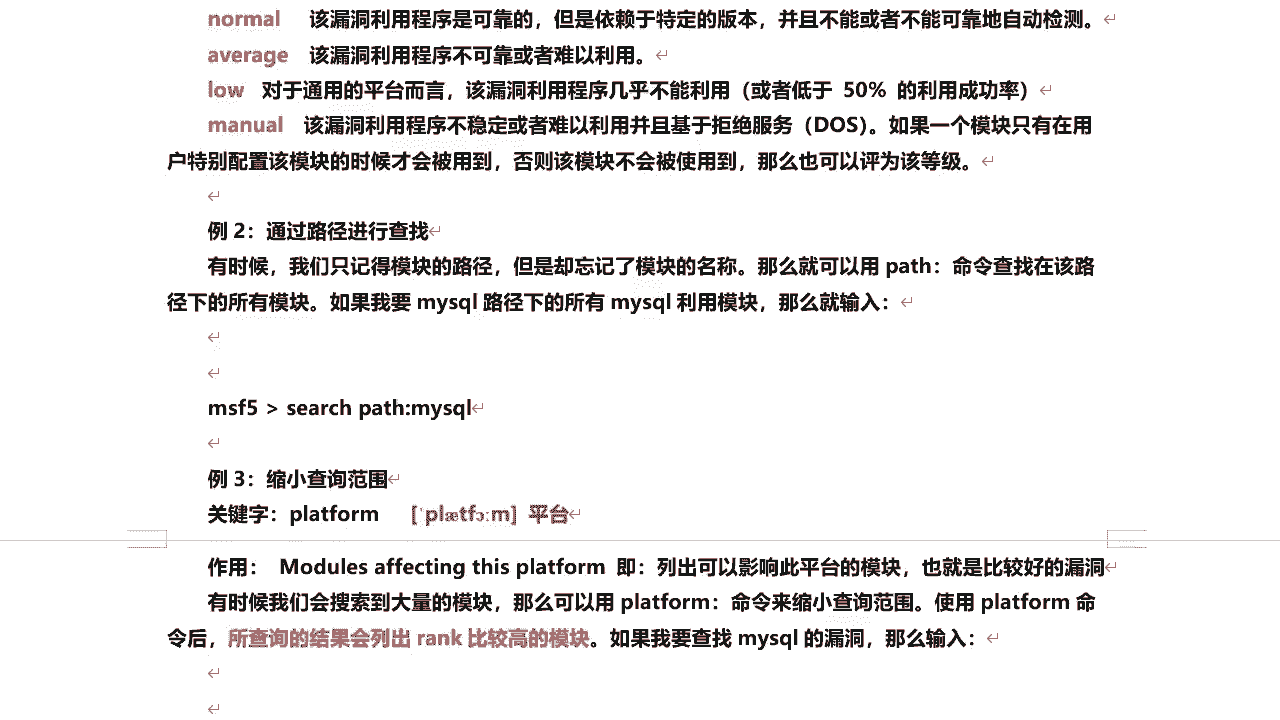 normal 该漏洞利用程序是可靠的，但是依赖于特定的版本，并且不能或者不能可靠地自动检测。
average 该漏洞利用程序不可靠或者难以利用。
low 对于通用的平台而言，该漏洞利用程序几乎不能利用（或者低于 50% 的利用成功率）
manual 该漏洞利用程序不稳定或者难以利用并且基于拒绝服务（DOS）。如果一个模块只有在用
户特别配置该模块的时候才会被用到，否则该模块不会被使用到，那么也可以评为该等级。
例 2：通过路径进行查找
有时候，我们只记得模块的路径，但是却忘记了模块的名称。那么就可以用 path：命令查找在该路
径下的所有模块。如果我要 mysql 路径下的所有 mysql 利用模块，那么就输入：
msf5 > search path:mysql
例 3：缩小查询范围
关键字：platform [ˈplætfɔːm] 平台
作用： Modules affecting this platform 即：列出可以影响此平台的模块，也就是比较好的漏洞
有时候我们会搜索到大量的模块，那么可以用 platform：命令来缩小查询范围。使用 platform 命
令后，所查询的结果会列出 rank 比较高的模块。如果我要查找 mysql 的漏洞，那么输入：